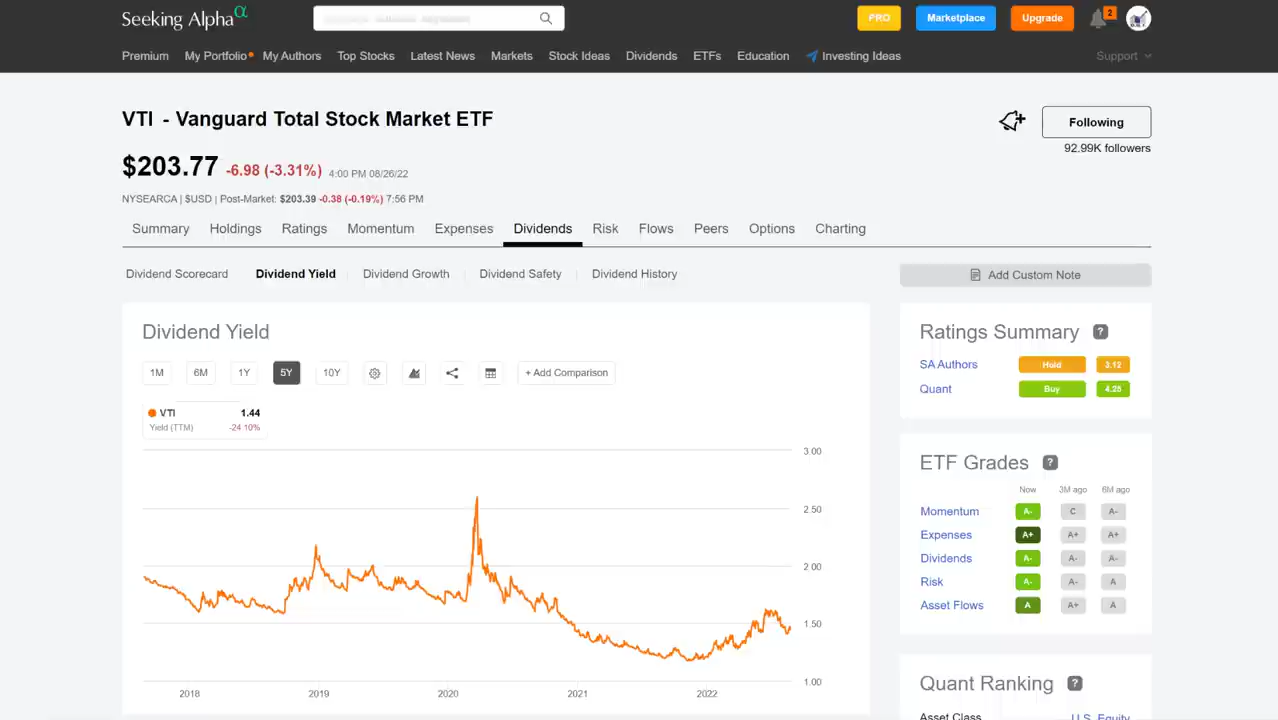 Seeking Alpha α
PRO Marketplace Upgrade 2
Premium My Portfolio My Authors Top Stocks Latest News Markets Stock Ideas Dividends ETFs Education Investing Ideas Support
VTI - Vanguard Total Stock Market ETF
Following
$203.77 -6.98 (-3.31%) 4:00 PM 08/26/22
92.99K followers
NYSEARCA | $USD | Post-Market: $203.39 -0.38 (-0.19%) 7:56 PM
Summary Holdings Ratings Momentum Expenses Dividends Risk Flows Peers Options Charting
Dividend Scorecard Dividend Yield Dividend Growth Dividend Safety Dividend History
Add Custom Note
Dividend Yield
1M 6M 1Y 5Y 10Y + Add Comparison
VTI 1.44
Yield (TTM) -24.10%
3.00
2.50
2.00
1.50
1.00
2018 2019 2020 2021 2022
Ratings Summary ?
SA Authors Hold 3.12
Quant Buy 4.25
ETF Grades ?
Now 3M ago 6M ago
Momentum A- C A-
Expenses A+ A+ A+
Dividends A- A- A-
Risk A- A- A
Asset Flows A A+ A
Quant Ranking ?
Asset Class U.S. Equity